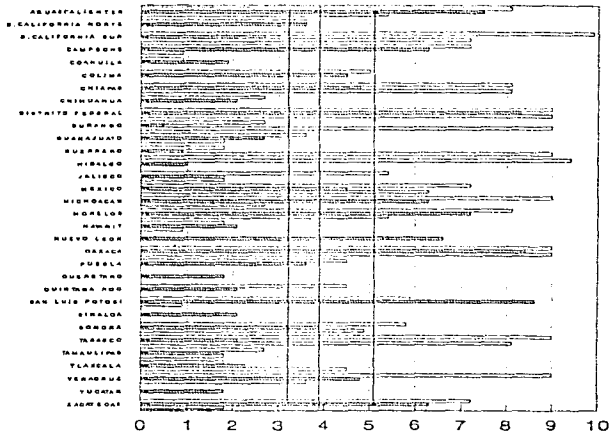 AGUASCALIENTES
B.CALIFORNIA NORTE
B.CALIFORNIA SUR
CAMPECHE
COAHUILA
COLIMA
CHIAPAS
CHIHUAHUA
DISTRITO FEDERAL
DURANGO
GUANAJUATO
GUERRERO
HIDALGO
JALISCO
MEXICO
MICHOACAN
MORELOS
NAYARIT
NUEVO LEON
OAXACA
PUEBLA
QUERETARO
QUINTANA ROO
SAN LUIS POTOSI
SINALOA
SONORA
TABASCO
TAMAULIPAS
TLAXCALA
VERACRUZ
YUCATAN
ZACATECAS
0 1 2 3 4 5 6 7 8 9 10